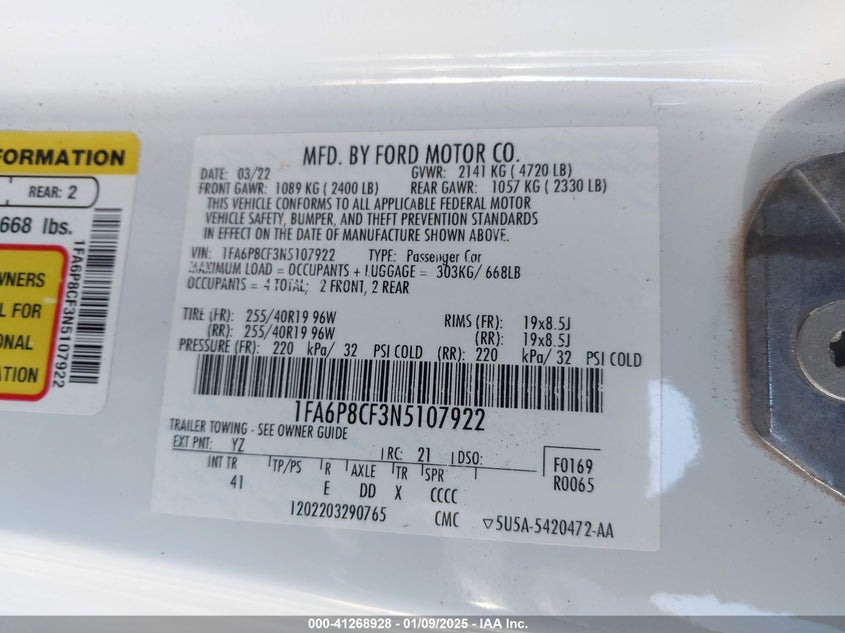 FORMATION
REAR: 2
668 lbs.
WNERS
L FOR
ONAL
ATION
1FA6P8CF3N5107922
MFD. BY FORD MOTOR CO.
DATE: 03/22 GVWR: 2141 KG ( 4720 LB)
FRONT GAWR: 1089 KG ( 2400 LB) REAR GAWR: 1057 KG ( 2330 LB)
THIS VEHICLE CONFORMS TO ALL APPLICABLE FEDERAL MOTOR
VEHICLE SAFETY, BUMPER, AND THEFT PREVENTION STANDARDS
IN EFFECT ON THE DATE OF MANUFACTURE SHOWN ABOVE.
VIN: 1FA6P8CF3N5107922 TYPE: Passenger Car
MAXIMUM LOAD = OCCUPANTS + LUGGAGE = 303KG/ 668LB
OCCUPANTS = 4 TOTAL; 2 FRONT, 2 REAR
TIRE (FR): 255/40R19 96W RIMS (FR): 19x8.5J
(RR): 255/40R19 96W (RR): 19x8.5J
PRESSURE (FR): 220 kPa/ 32 PSI COLD (RR): 220 kPa/ 32 PSI COLD
1FA6P8CF3N5107922
TRAILER TOWING - SEE OWNER GUIDE
EXT PNT: YZ RC: 21 DSO: F0169
INT TR TP/PS R AXLE TR SPR R0065
41 E DD X CCCC
1202203290765 CMC ▽5U5A-5420472-AA
000-41268928 - 01/09/2025 - IAA Inc.